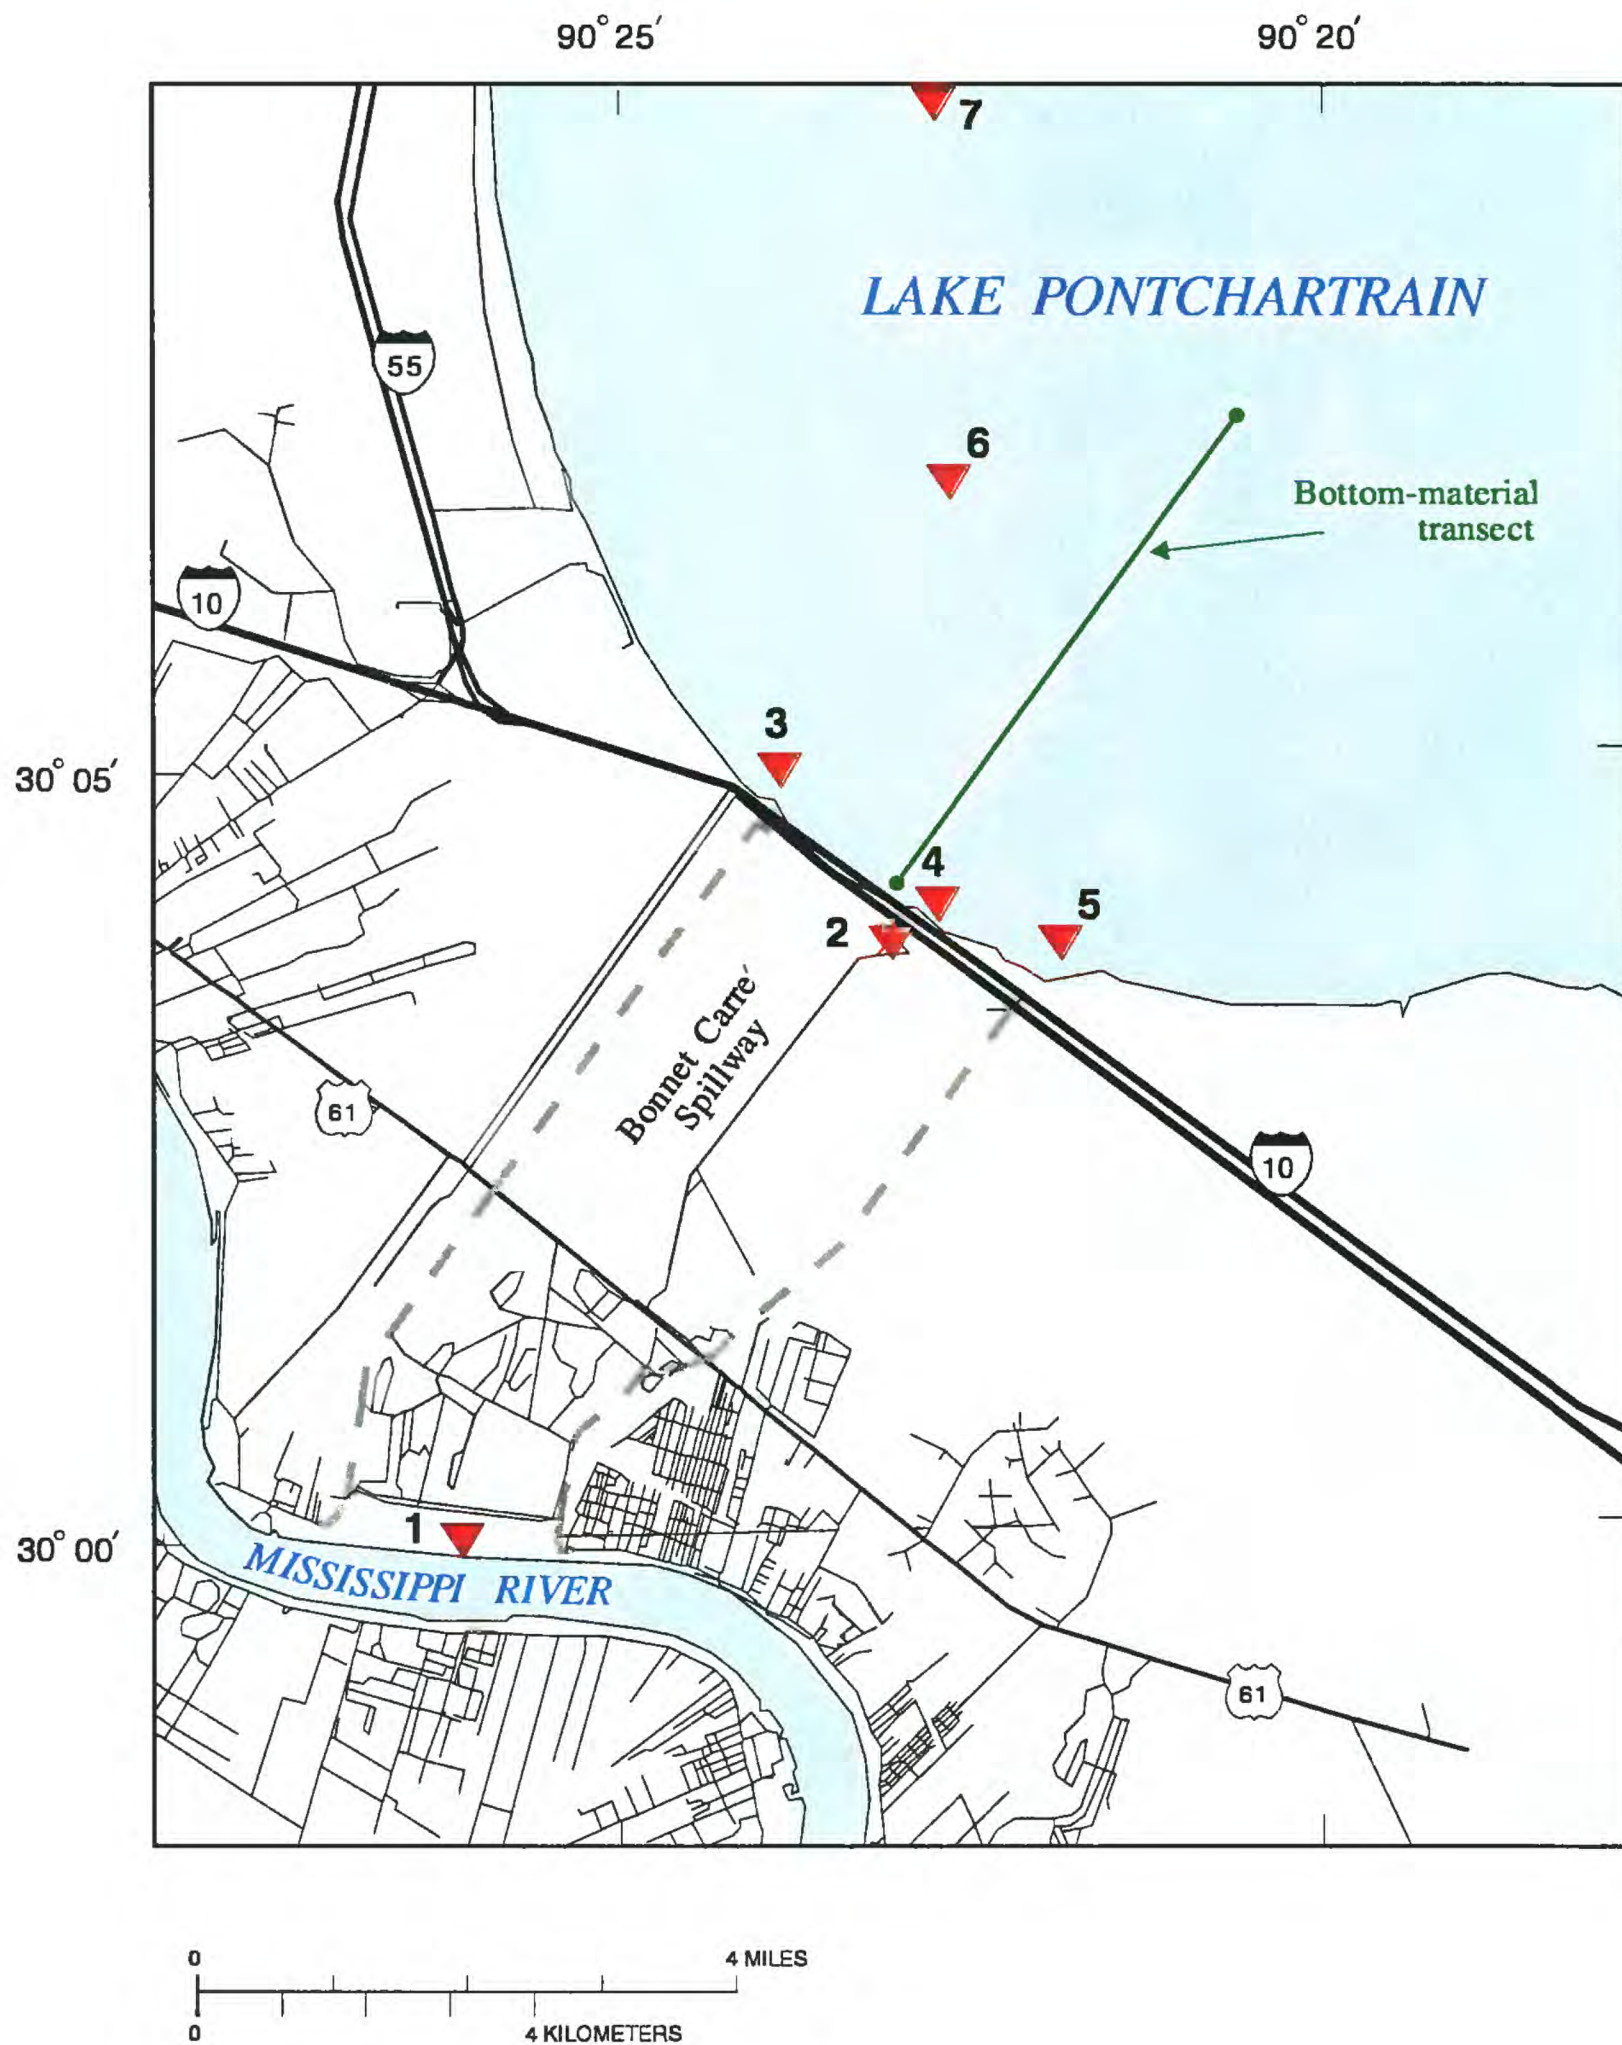 90° 25′
90° 20′
7
LAKE PONTCHARTRAIN
55
6
Bottom-material
transect
10
3
30° 05′
4
5
2
Bonnet Carré
Spillway
61
10
1
30° 00′
MISSISSIPPI RIVER
61
0
4 MILES
0
4 KILOMETERS